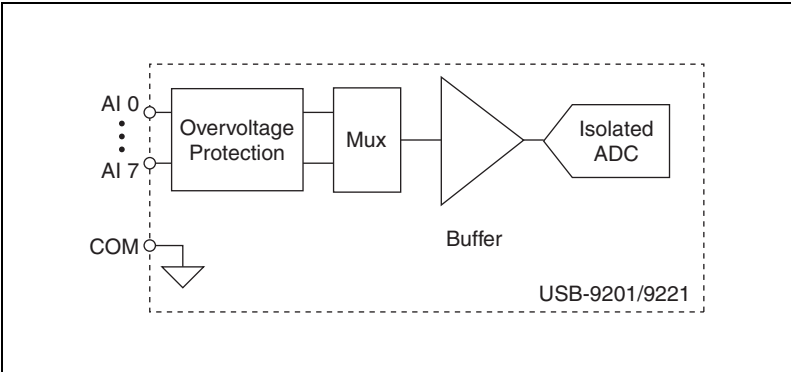 AI 0
AI 7
COM
Overvoltage
Protection
Mux
Buffer
Isolated
ADC
USB-9201/9221